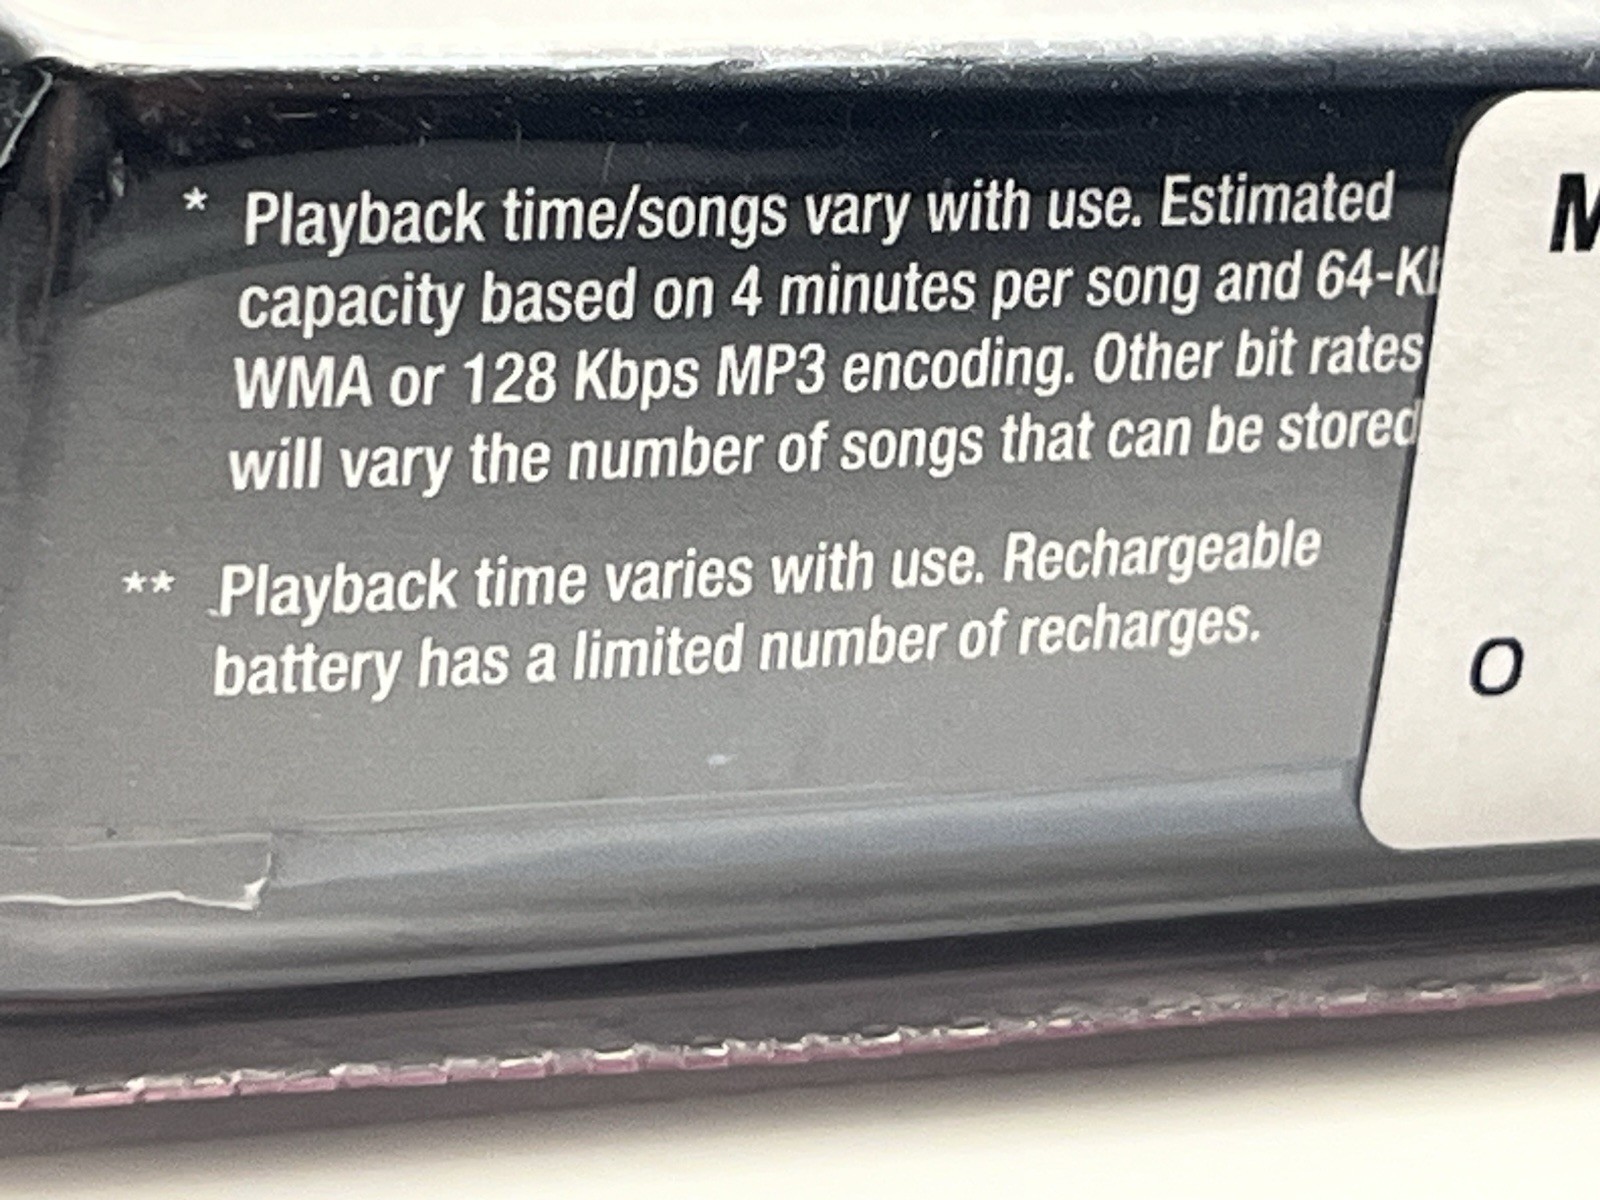 * Playback time/songs vary with use. Estimated
capacity based on 4 minutes per song and
WMA or 128 Kbps MP3 encoding. Other bit rates
will vary the number of songs that can be stored
** Playback time varies with use. Rechargeable
battery has a limited number of recharges.
M
O